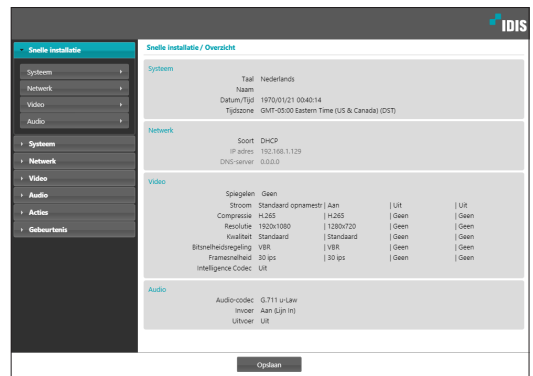 IDIS
Snelle installatie
Systeem
Netwerk
Video
Audio
Systeem
Netwerk
Video
Audio
Acties
Gebeurtenis
Snelle installatie / Overzicht
Systeem
Taal Nederlands
Naam
Datum/Tijd 1970/01/21 00:40:14
Tijdszone GMT-05:00 Eastern Time (US & Canada) (DST)
Netwerk
Soort DHCP
IP adres 192.168.1.129
DNS-server 0.0.0.0
Video
Spiegelen Geen
Stroom Standaard opnamestr | Aan | Uit | Uit
Compressie H.265 | H.265 | Geen | Geen
Resolutie 1920x1080 | 1280x720 | Geen | Geen
Kwaliteit Standaard | Standaard | Geen | Geen
Bitsnelheidsregeling VBR | VBR | Geen | Geen
Framesnelheid 30 ips | 30 ips | Geen | Geen
Intelligence Codec Uit
Audio
Audio-codec G.711 u-Law
Invoer Aan (Lijn In)
Uitvoer Uit
Opslaan